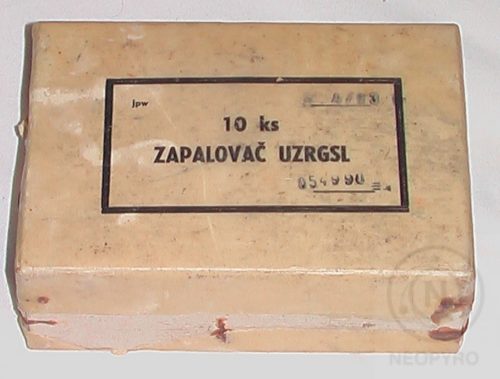 jpw
10 ks
ZAPALOVAČ UZRGSL
054990
N
NEOPYRO